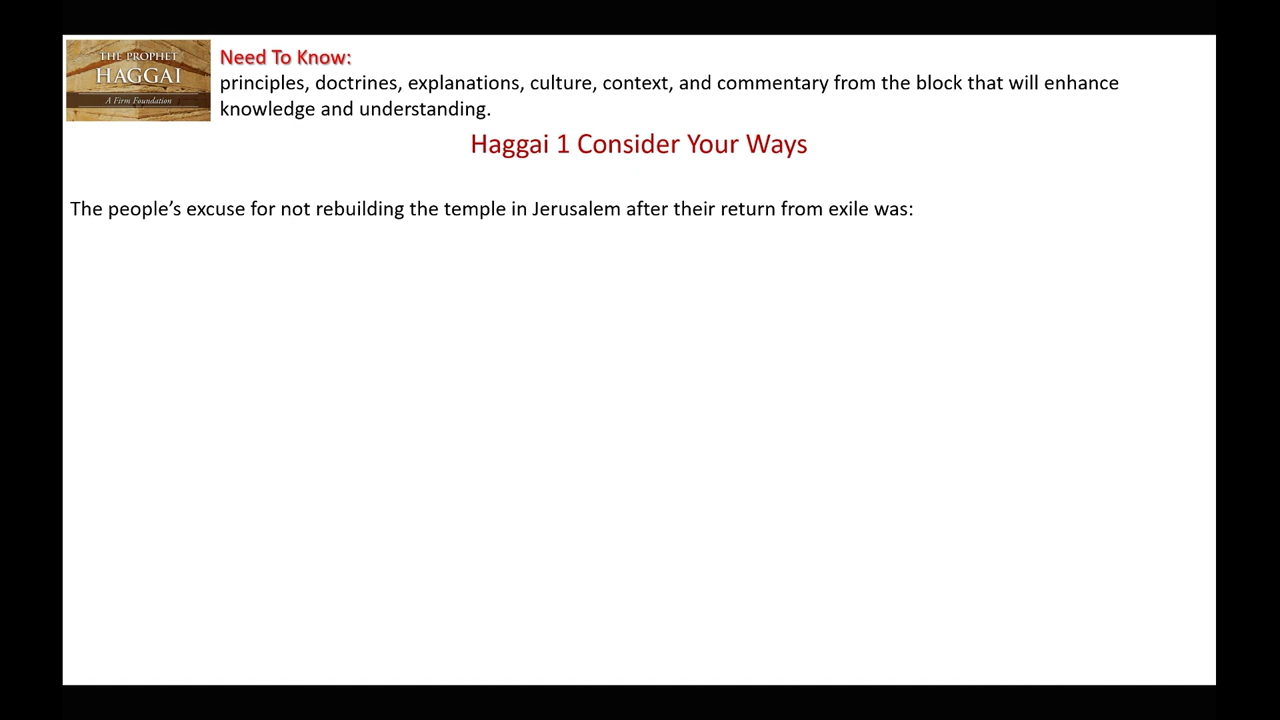 THE PROPHET
HAGGAI
A Firm Foundation
Need To Know:
principles, doctrines, explanations, culture, context, and commentary from the block that will enhance
knowledge and understanding.
Haggai 1 Consider Your Ways
The people’s excuse for not rebuilding the temple in Jerusalem after their return from exile was: